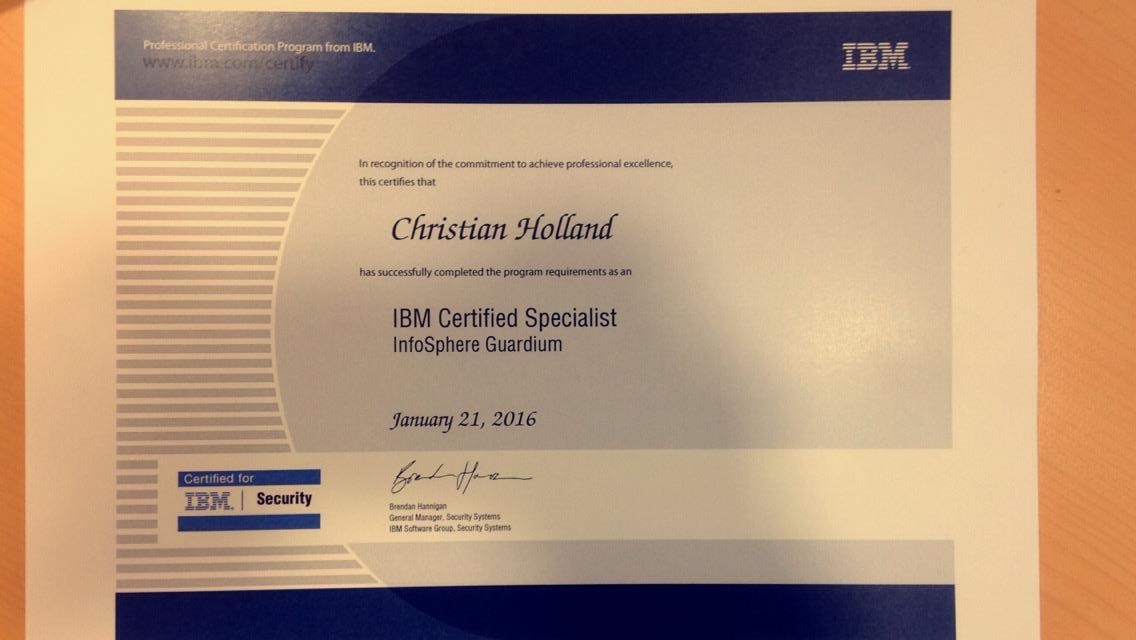 Professional Certification Program from IBM.
www.ibm.com/certify
IBM
In recognition of the commitment to achieve professional excellence,
this certifies that
Christian Holland
has successfully completed the program requirements as an
IBM Certified Specialist
InfoSphere Guardium
January 21, 2016
Certified for
IBM. Security
Brendan Hannigan
General Manager, Security Systems
IBM Software Group, Security Systems